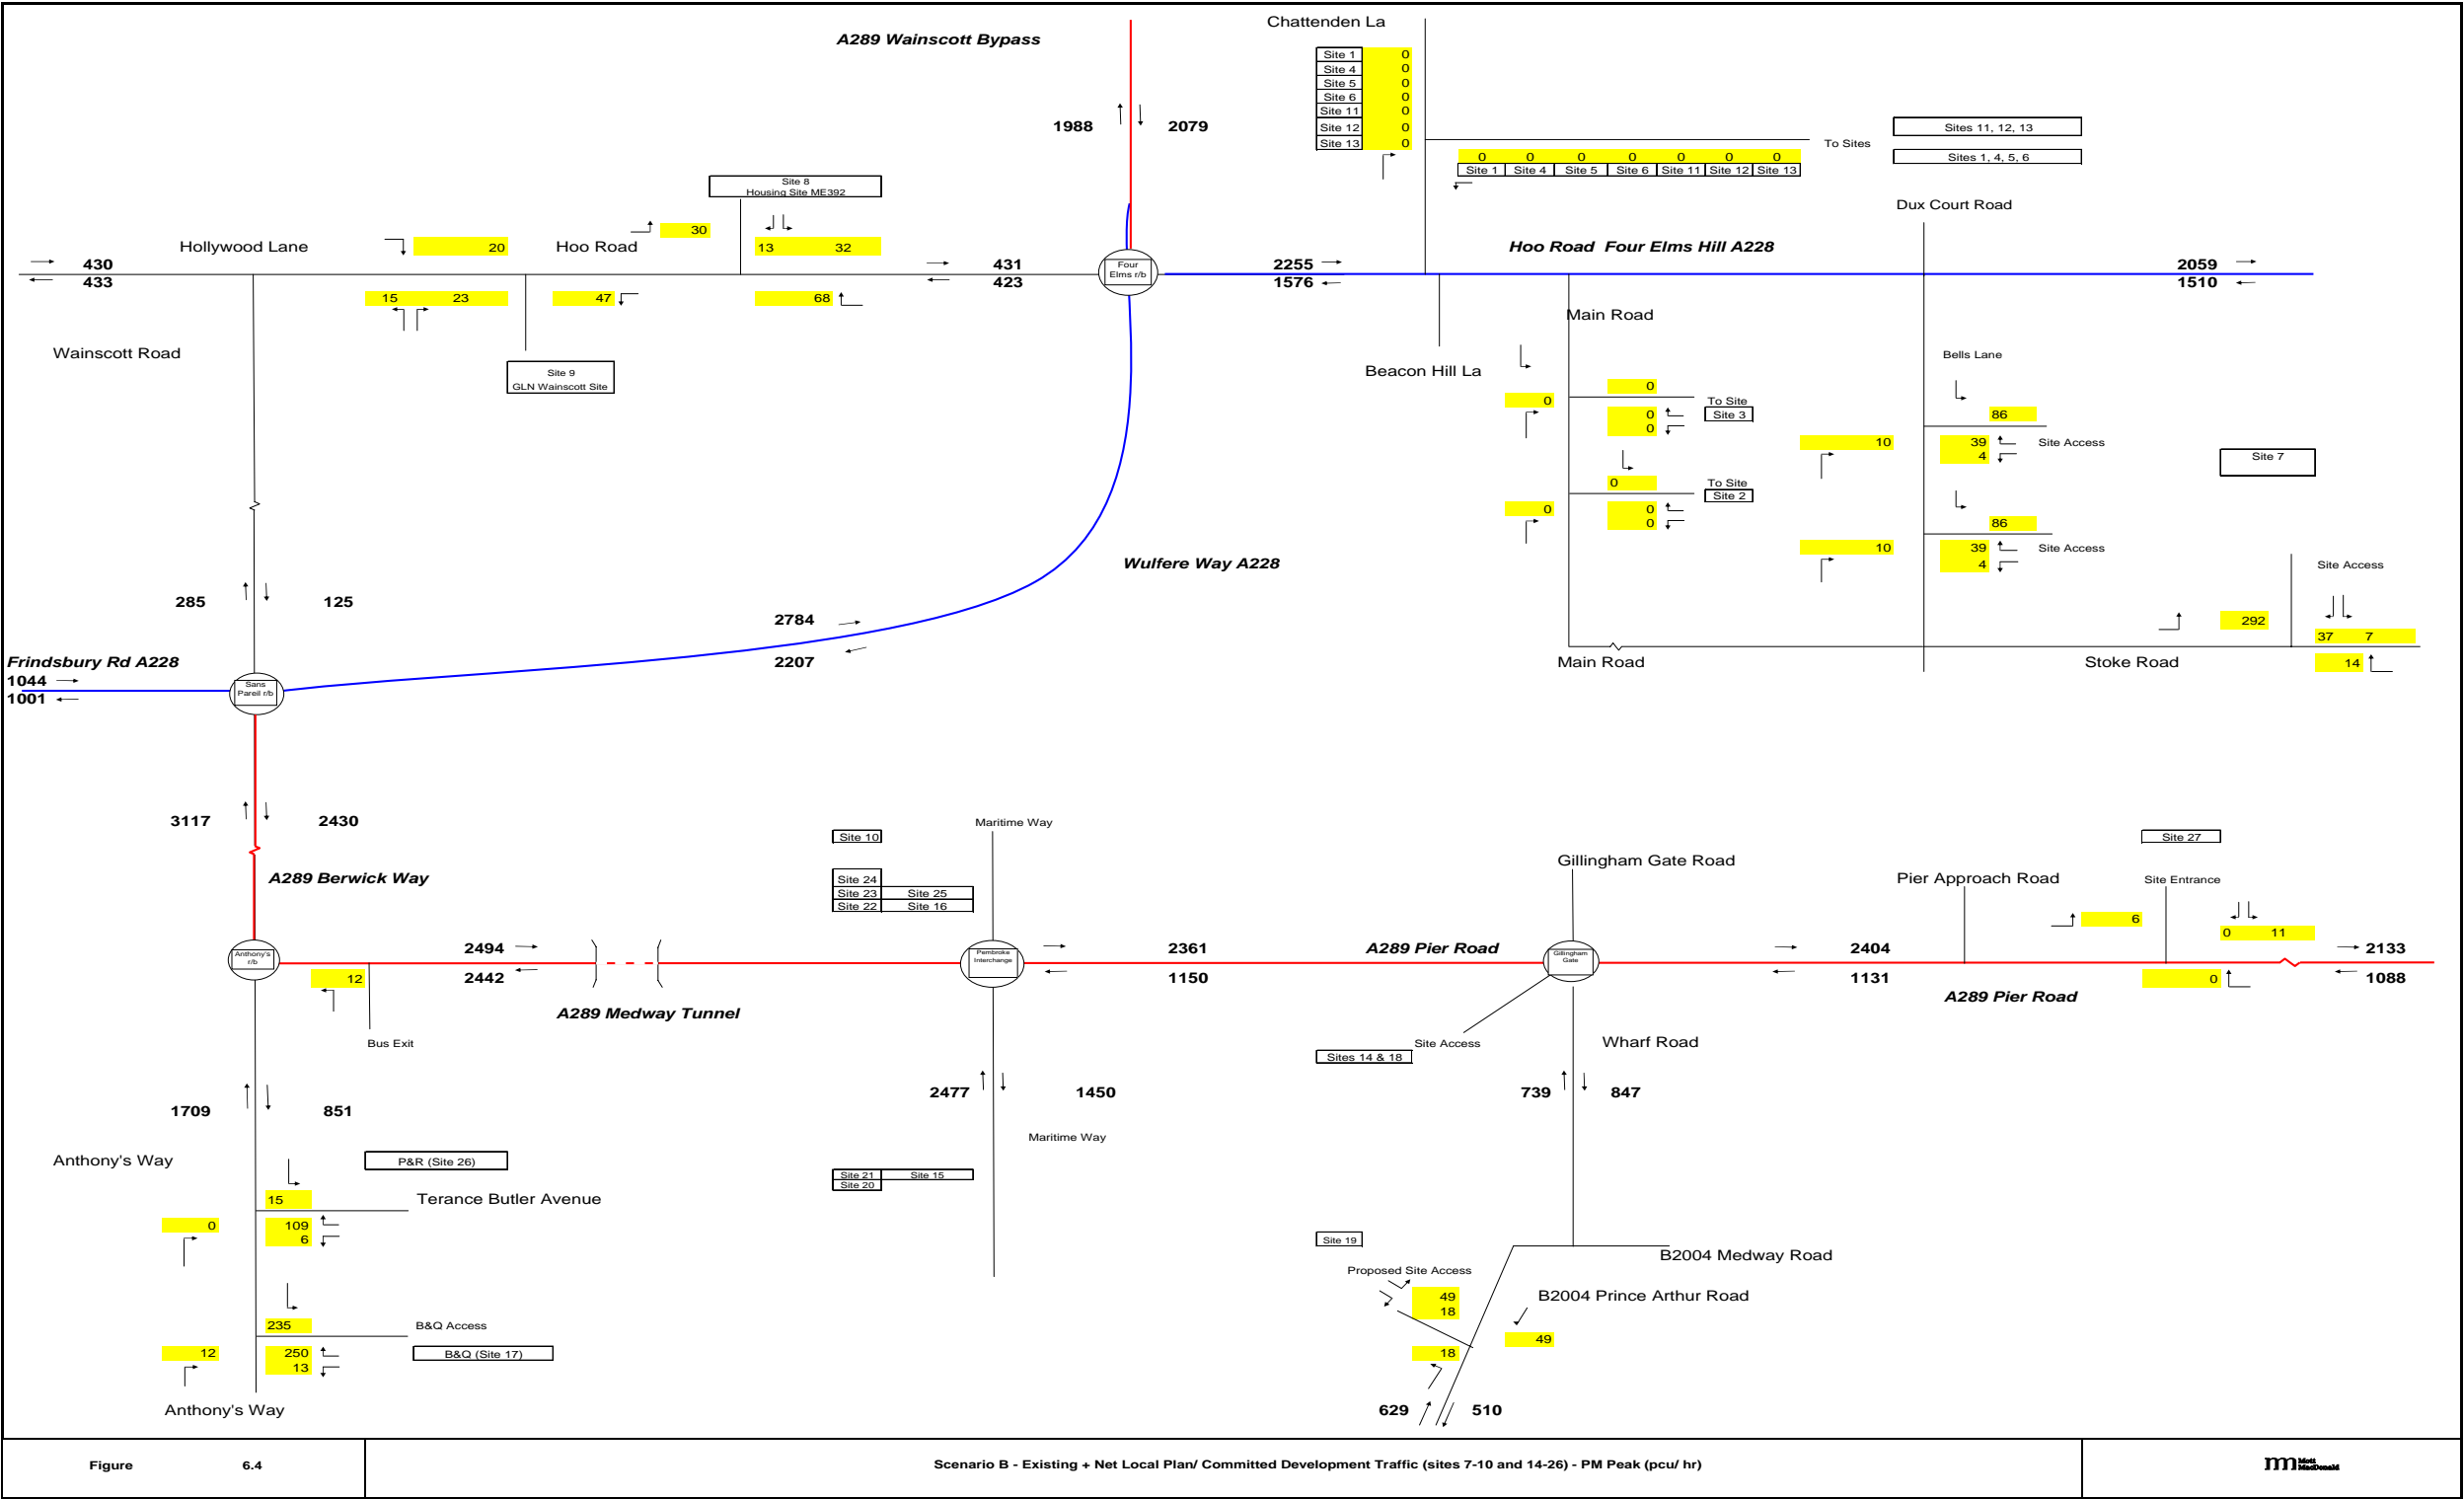 Chattenden La
A289 Wainscott Bypass
Site 1 0
Site 4 0
Site 5 0
Site 6 0
Site 11 0
Site 12 0
Site 13 0
1988 2079
To Sites
Sites 11, 12, 13
Sites 1, 4, 5, 6
0 0 0 0 0 0 0
Site 1 Site 4 Site 5 Site 6 Site 11 Site 12 Site 13
Site 8
Housing Site ME392
Dux Court Road
Hollywood Lane
20
Hoo Road
30
13 32
Hoo Road Four Elms Hill A228
430
433
431
423
Four
Elms r/b
2255
1576
2059
1510
15 23
47
68
Main Road
Wainscott Road
Site 9
GLN Wainscott Site
Beacon Hill La
Bells Lane
0
0
To Site
Site 3
0
0
86
10
39
4
Site Access
Site 7
0
To Site
Site 2
0
0
0
86
10
39
4
Site Access
Wulfere Way A228
Site Access
285 125
2784
2207
292
37 7
14
Frindsbury Rd A228
1044
1001
Sans
Pareil r/b
Main Road
Stoke Road
3117 2430
Site 10
Maritime Way
Site 27
A289 Berwick Way
Site 24
Site 23 Site 25
Site 22 Site 16
Gillingham Gate Road
Pier Approach Road
Site Entrance
6
0 11
Anthony's
r/b
2494
2442
Pembroke
Interchange
2361
1150
A289 Pier Road
Gillingham
Gate
2404
1131
2133
1088
12
0
A289 Pier Road
A289 Medway Tunnel
Bus Exit
Site Access
Sites 14 & 18
Wharf Road
1709 851
2477 1450
739 847
Maritime Way
Anthony's Way
P&R (Site 26)
Site 21 Site 15
Site 20
15
Terance Butler Avenue
0
109
6
Site 19
B2004 Medway Road
Proposed Site Access
49
18
B2004 Prince Arthur Road
235
B&Q Access
49
12
250
13
B&Q (Site 17)
18
Anthony's Way
629 510
Figure 6.4
Scenario B - Existing + Net Local Plan/ Committed Development Traffic (sites 7-10 and 14-26) - PM Peak (pcu/ hr)
Mott
MacDonald